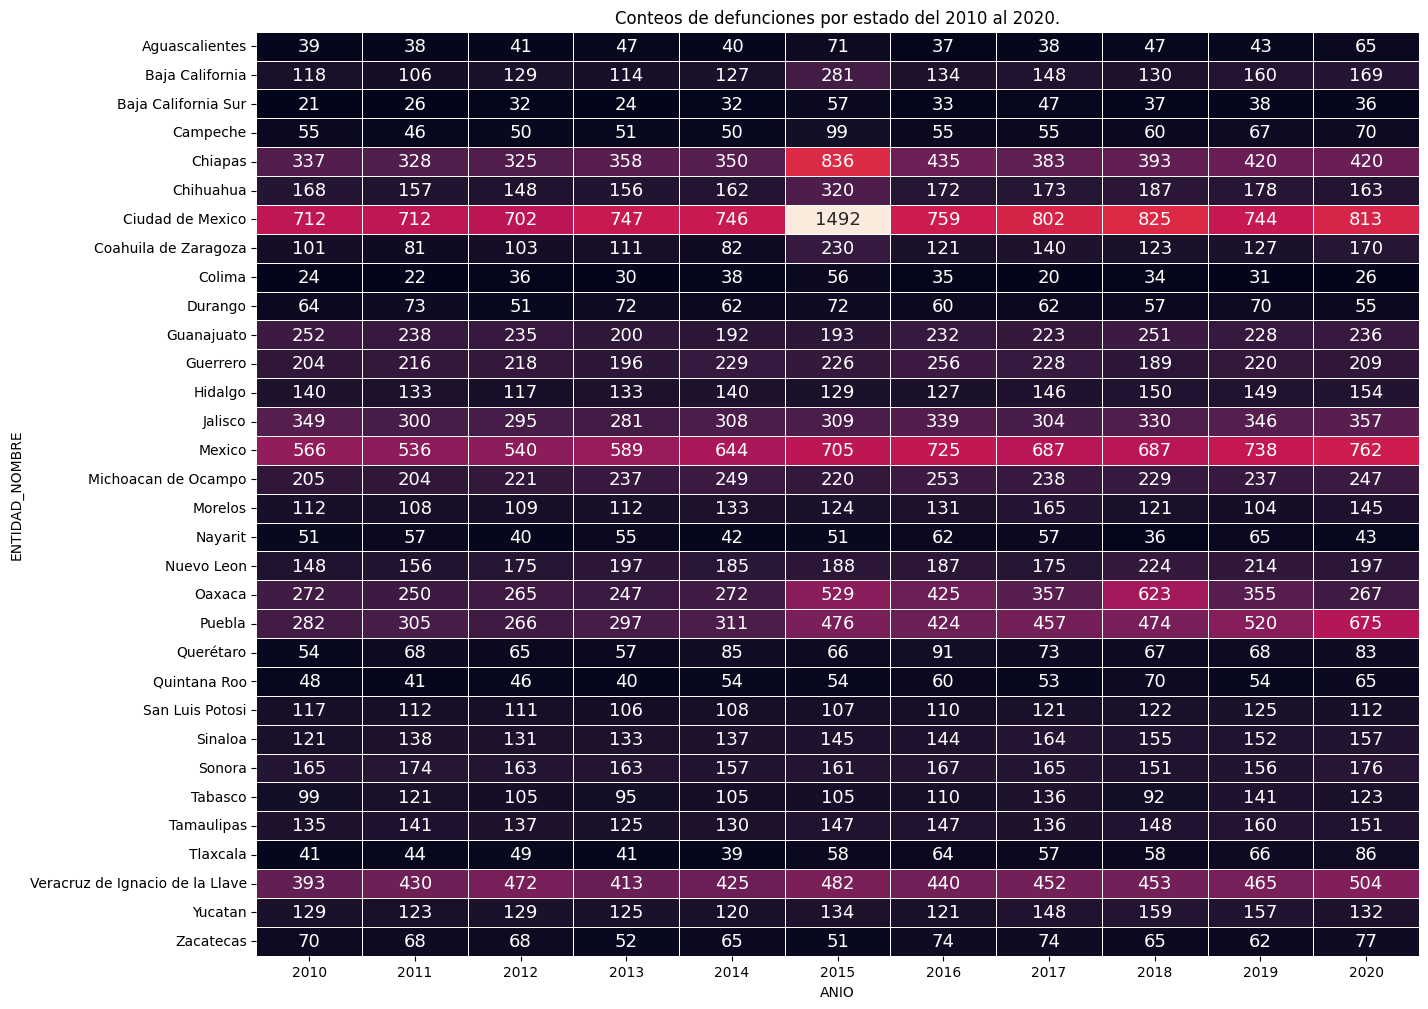 Conteos de defunciones por estado del 2010 al 2020.
ENTIDAD_NOMBRE
Aguascalientes 39 38 41 47 40 71 37 38 47 43 65
Baja California 118 106 129 114 127 281 134 148 130 160 169
Baja California Sur 21 26 32 24 32 57 33 47 37 38 36
Campeche 55 46 50 51 50 99 55 55 60 67 70
Chiapas 337 328 325 358 350 836 435 383 393 420 420
Chihuahua 168 157 148 156 162 320 172 173 187 178 163
Ciudad de Mexico 712 712 702 747 746 1492 759 802 825 744 813
Coahuila de Zaragoza 101 81 103 111 82 230 121 140 123 127 170
Colima 24 22 36 30 38 56 35 20 34 31 26
Durango 64 73 51 72 62 72 60 62 57 70 55
Guanajuato 252 238 235 200 192 193 232 223 251 228 236
Guerrero 204 216 218 196 229 226 256 228 189 220 209
Hidalgo 140 133 117 133 140 129 127 146 150 149 154
Jalisco 349 300 295 281 308 309 339 304 330 346 357
Mexico 566 536 540 589 644 705 725 687 687 738 762
Michoacan de Ocampo 205 204 221 237 249 220 253 238 229 237 247
Morelos 112 108 109 112 133 124 131 165 121 104 145
Nayarit 51 57 40 55 42 51 62 57 36 65 43
Nuevo Leon 148 156 175 197 185 188 187 175 224 214 197
Oaxaca 272 250 265 247 272 529 425 357 623 355 267
Puebla 282 305 266 297 311 476 424 457 474 520 675
Querétaro 54 68 65 57 85 66 91 73 67 68 83
Quintana Roo 48 41 46 40 54 54 60 53 70 54 65
San Luis Potosi 117 112 111 106 108 107 110 121 122 125 112
Sinaloa 121 138 131 133 137 145 144 164 155 152 157
Sonora 165 174 163 163 157 161 167 165 151 156 176
Tabasco 99 121 105 95 105 105 110 136 92 141 123
Tamaulipas 135 141 137 125 130 147 147 136 148 160 151
Tlaxcala 41 44 49 41 39 58 64 57 58 66 86
Veracruz de Ignacio de la Llave 393 430 472 413 425 482 440 452 453 465 504
Yucatan 129 123 129 125 120 134 121 148 159 157 132
Zacatecas 70 68 68 52 65 51 74 74 65 62 77
2010 2011 2012 2013 2014 2015 2016 2017 2018 2019 2020
ANIO